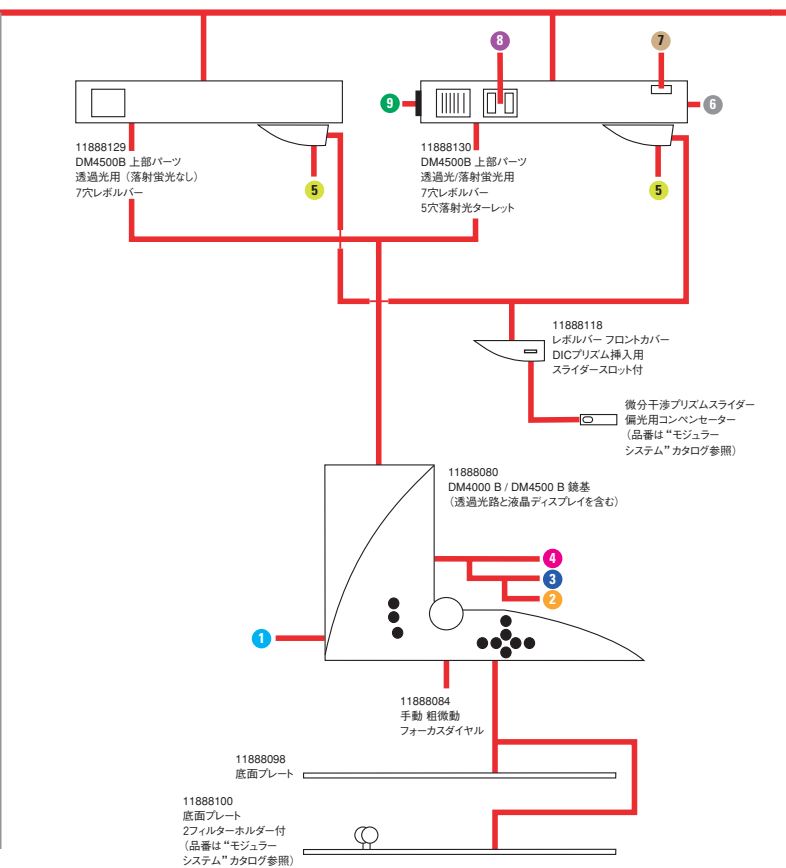 8
7
9
6
11888129
DM4500B 上部パーツ
透過光用（落射蛍光なし）
7穴レボルバー
5
11888130
DM4500B 上部パーツ
透過光/落射蛍光用
7穴レボルバー
5穴落射光ターレット
5
11888118
レボルバー フロントカバー
DICプリズム挿入用
スライダースロット付
微分干渉プリズムスライダー
偏光用コンペンセーター
（品番は“モジュラー
システム”カタログ参照）
11888080
DM4000 B / DM4500 B 鏡基
（透過光路と液晶ディスプレイを含む）
4
3
2
1
11888084
手動 粗微動
フォーカスダイヤル
11888098
底面プレート
11888100
底面プレート
2フィルターホルダー付
（品番は“モジュラー
システム”カタログ参照）